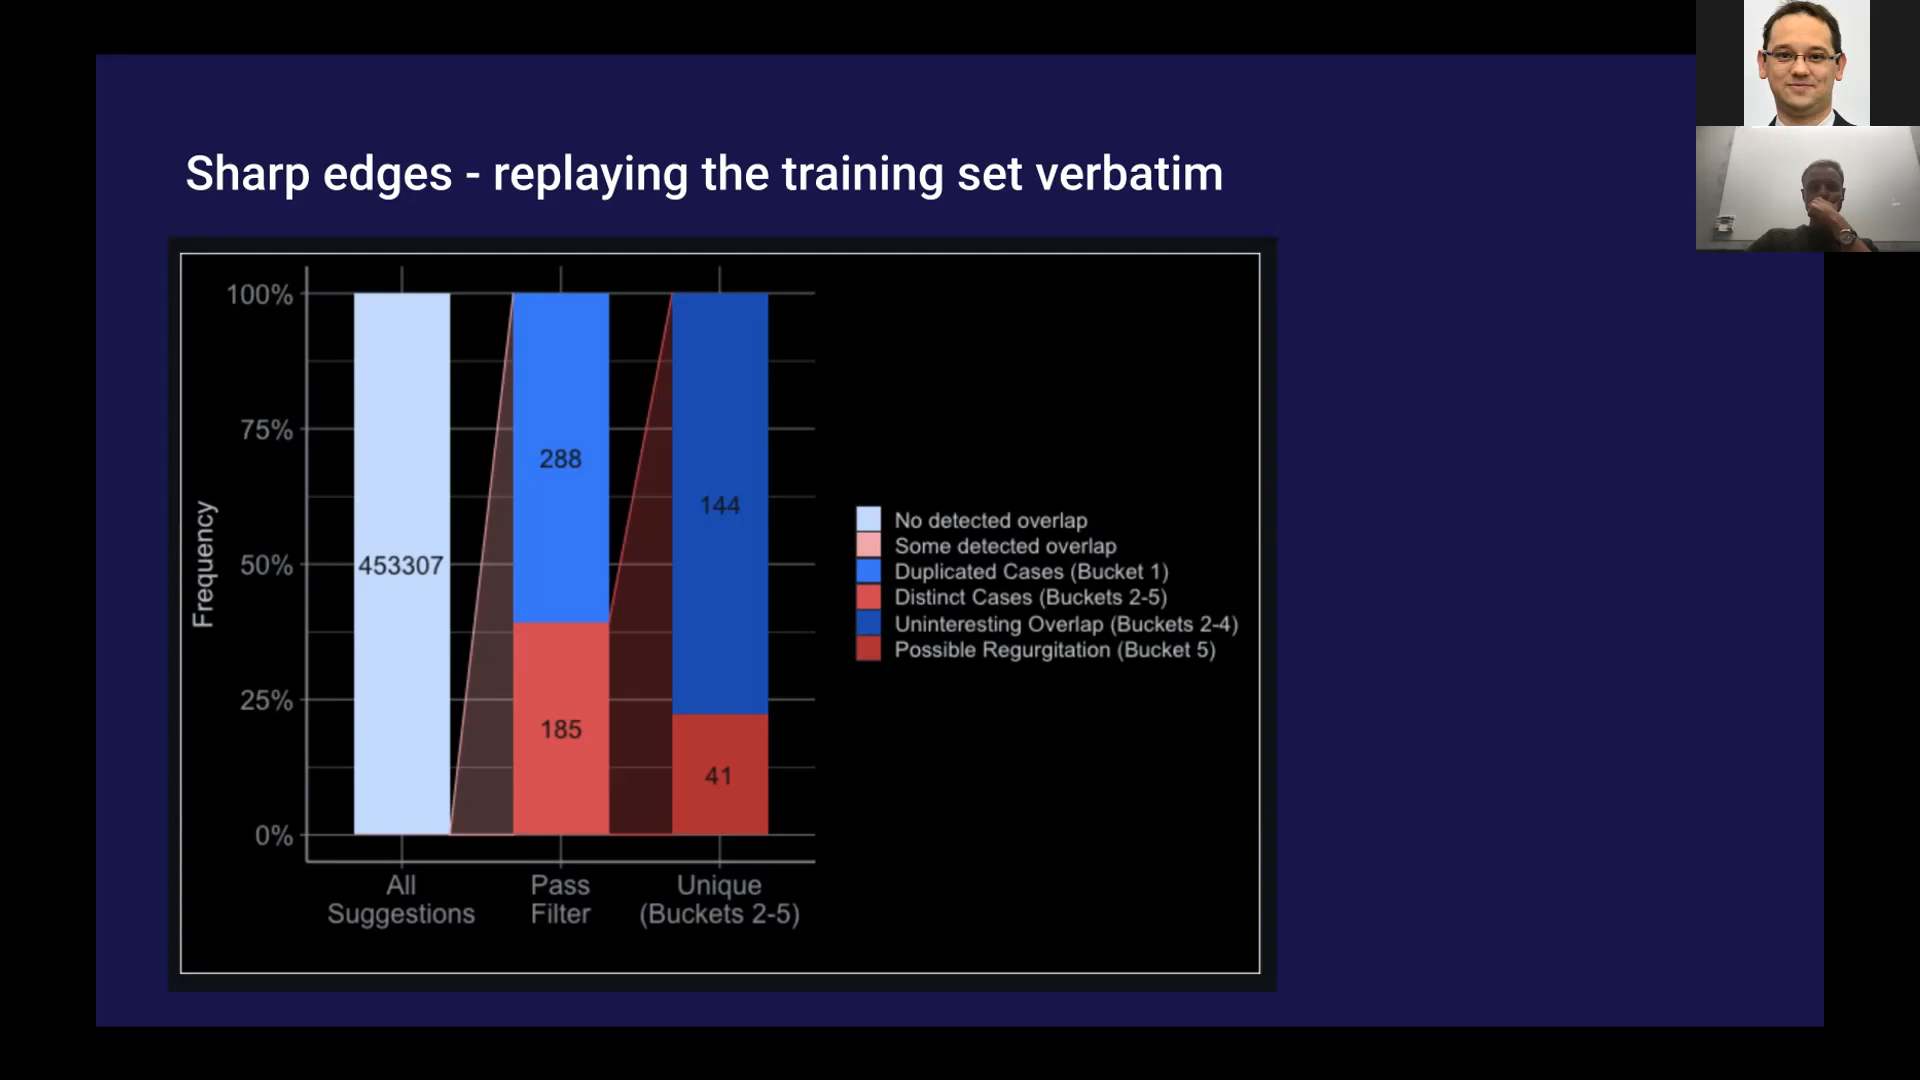 Sharp edges - replaying the training set verbatim
100%
75%
50%
25%
0%
Frequency
453307
288
185
144
41
All
Suggestions
Pass
Filter
Unique
(Buckets 2-5)
No detected overlap
Some detected overlap
Duplicated Cases (Bucket 1)
Distinct Cases (Buckets 2-5)
Uninteresting Overlap (Buckets 2-4)
Possible Regurgitation (Bucket 5)